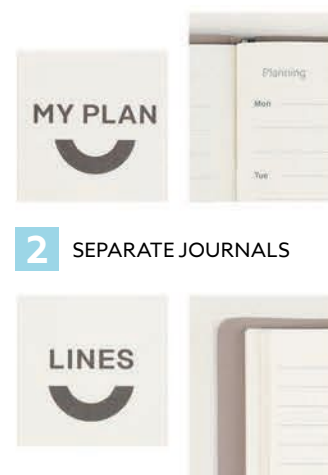 MY PLAN
Planning
Mon
Tue
2 SEPARATE JOURNALS
LINES